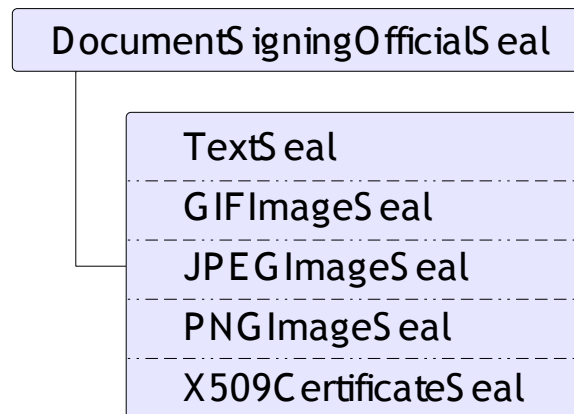 DocumentSigningOfficialSeal
TextSeal
GIFImageSeal
JPEGImageSeal
PNGImageSeal
X509CertificateSeal